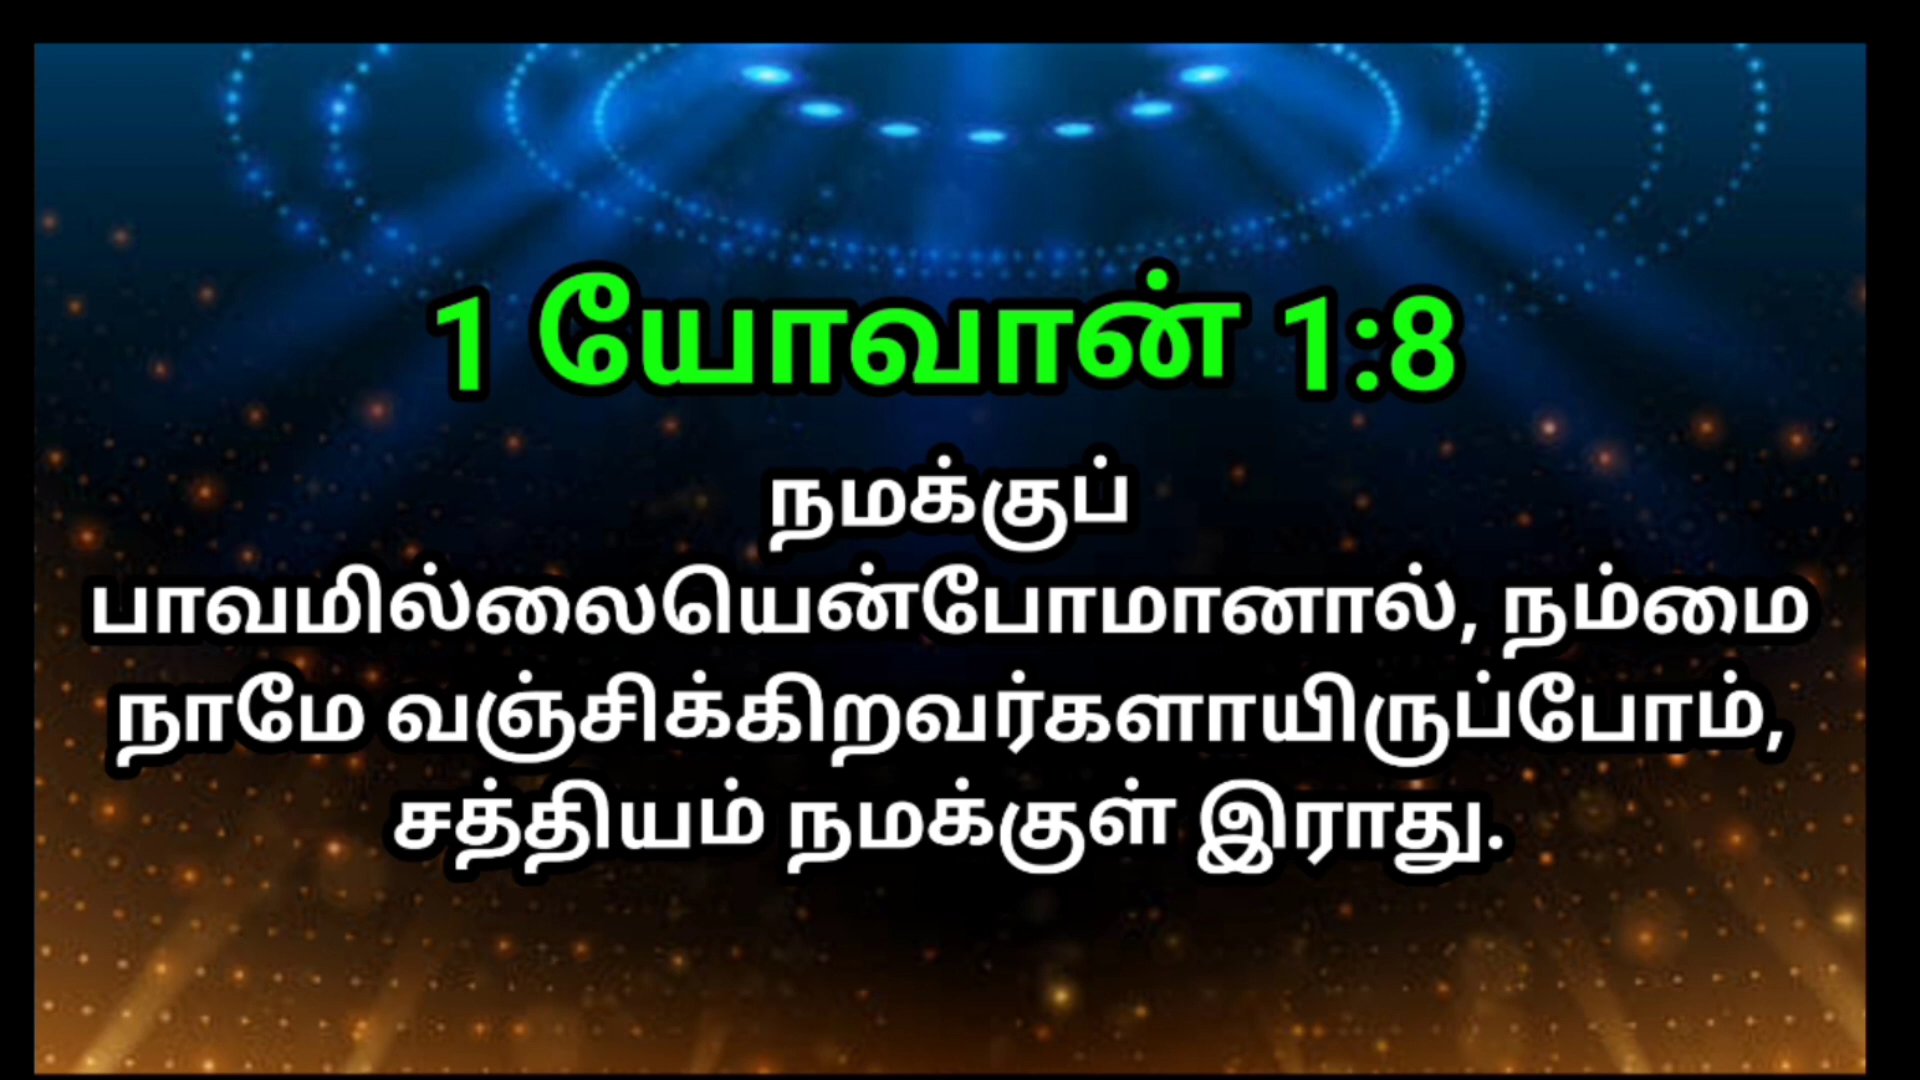 1 யோவான் 1:8
நமக்குப்
பாவமில்லையென்போமானால், நம்மை
நாமே வஞ்சிக்கிறவர்களாயிருப்போம்,
சத்தியம் நமக்குள் இராது.